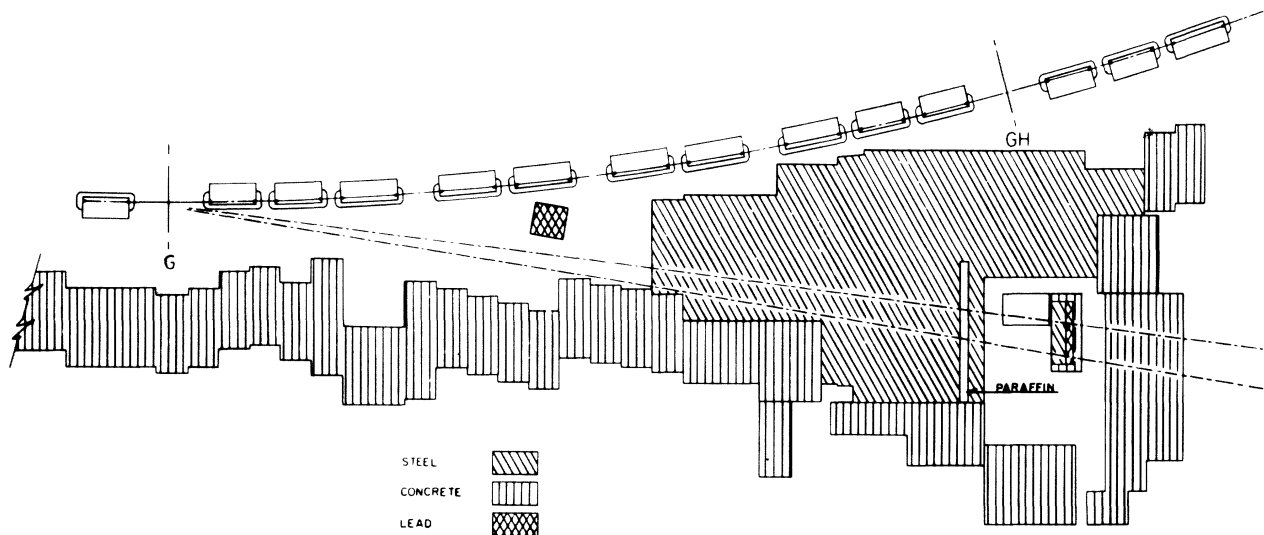 GH
G
PARAFFIN
STEEL
CONCRETE
LEAD